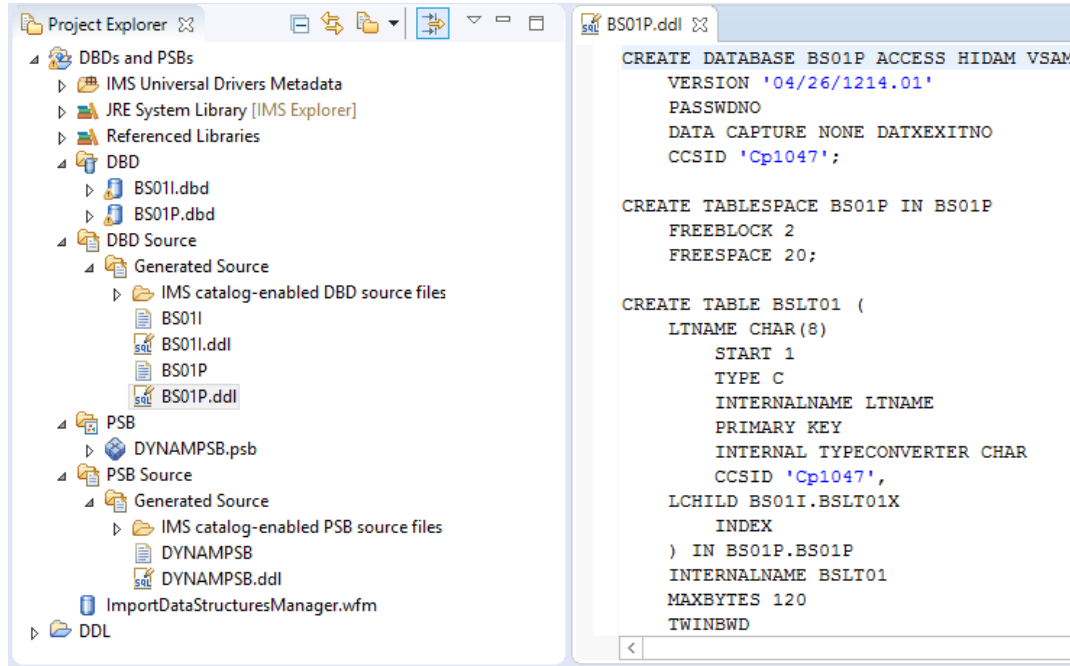 Project Explorer
DBDs and PSBs
IMS Universal Drivers Metadata
JRE System Library [IMS Explorer]
Referenced Libraries
DBD
BS01I.dbd
BS01P.dbd
DBD Source
Generated Source
IMS catalog-enabled DBD source files
BS01I
BS01I.ddl
BS01P
BS01P.ddl
PSB
DYNAMPSB.psb
PSB Source
Generated Source
IMS catalog-enabled PSB source files
DYNAMPSB
DYNAMPSB.ddl
ImportDataStructuresManager.wfm
DDL
BS01P.ddl
CREATE DATABASE BS01P ACCESS HIDAM VSAM
VERSION '04/26/1214.01'
PASSWDNO
DATA CAPTURE NONE DATXEXITNO
CCSID 'Cp1047';
CREATE TABLESPACE BS01P IN BS01P
FREEBLOCK 2
FREESPACE 20;
CREATE TABLE BSLT01 (
LTNAME CHAR(8)
START 1
TYPE C
INTERNALNAME LTNAME
PRIMARY KEY
INTERNAL TYPECONVERTER CHAR
CCSID 'Cp1047',
LCHILD BS01I.BSLT01X
INDEX
) IN BS01P.BS01P
INTERNALNAME BSLT01
MAXBYTES 120
TWINBWD